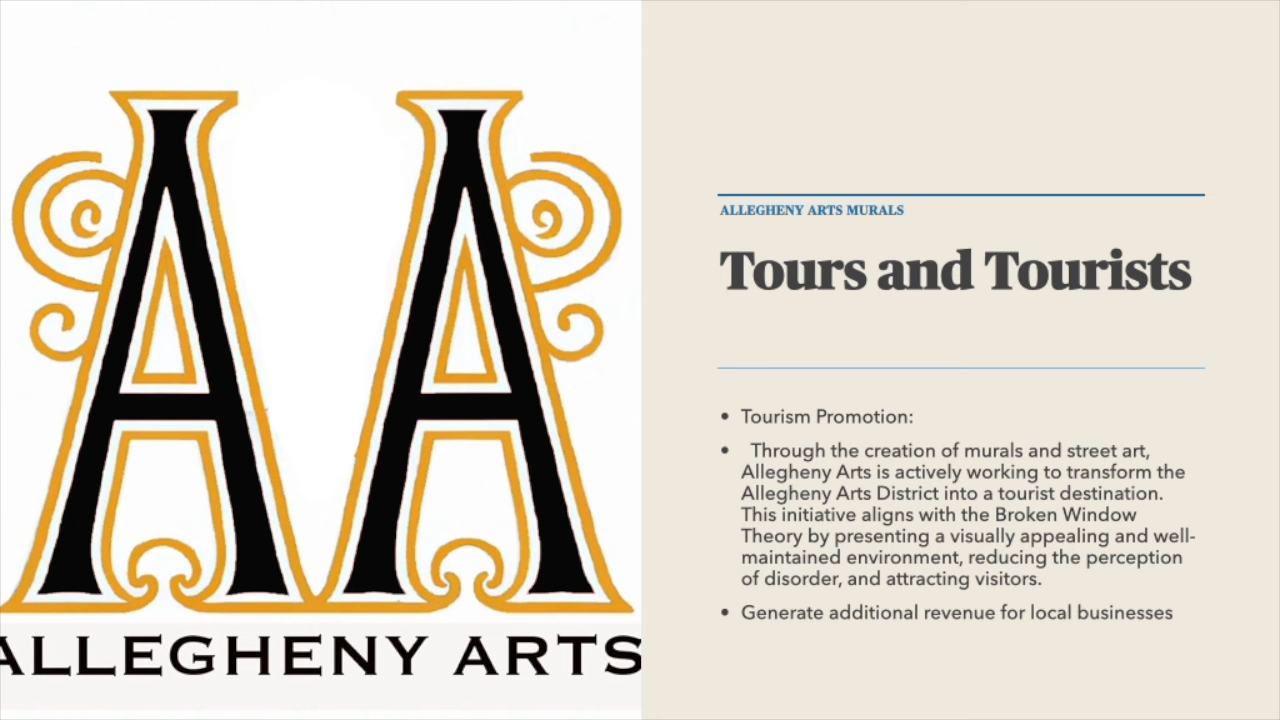 AA
ALLEGHENY ARTS
ALLEGHENY ARTS MURALS
Tours and Tourists
• Tourism Promotion:
• Through the creation of murals and street art,
Allegheny Arts is actively working to transform the
Allegheny Arts District into a tourist destination.
This initiative aligns with the Broken Window
Theory by presenting a visually appealing and well-
maintained environment, reducing the perception
of disorder, and attracting visitors.
• Generate additional revenue for local businesses